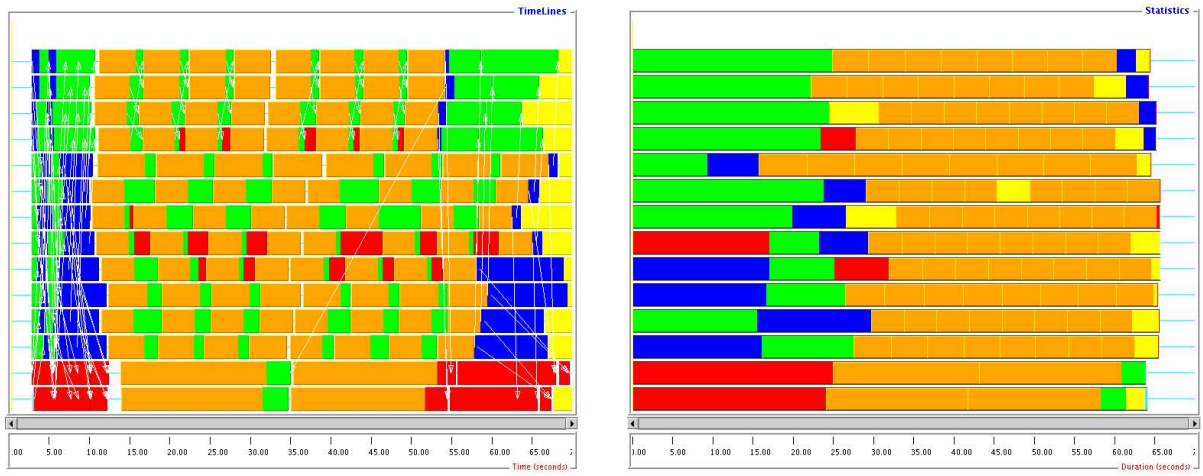 TimeLines
.00 5.00 10.00 15.00 20.00 25.00 30.00 35.00 40.00 45.00 50.00 55.00 60.00 65.00
Time (seconds)
Statistics
0.00 5.00 10.00 15.00 20.00 25.00 30.00 35.00 40.00 45.00 50.00 55.00 60.00 65.00
Duration (seconds)